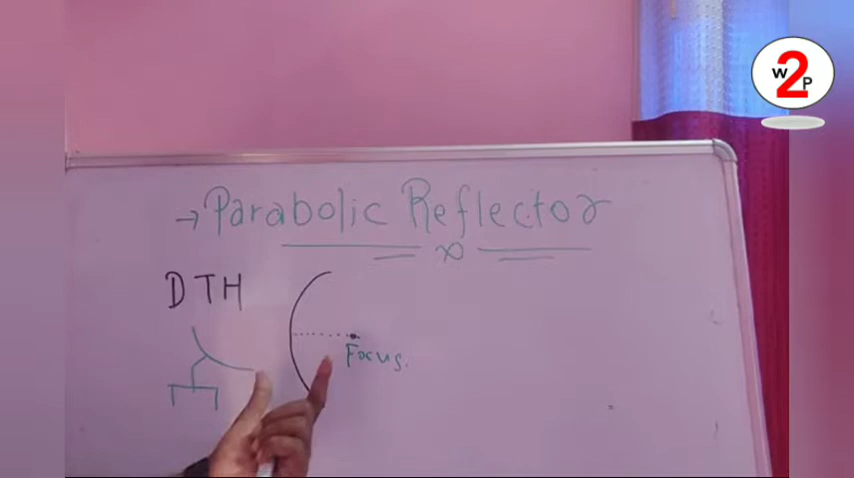 → Parabolic Reflector
DTH
Focus.
W2P